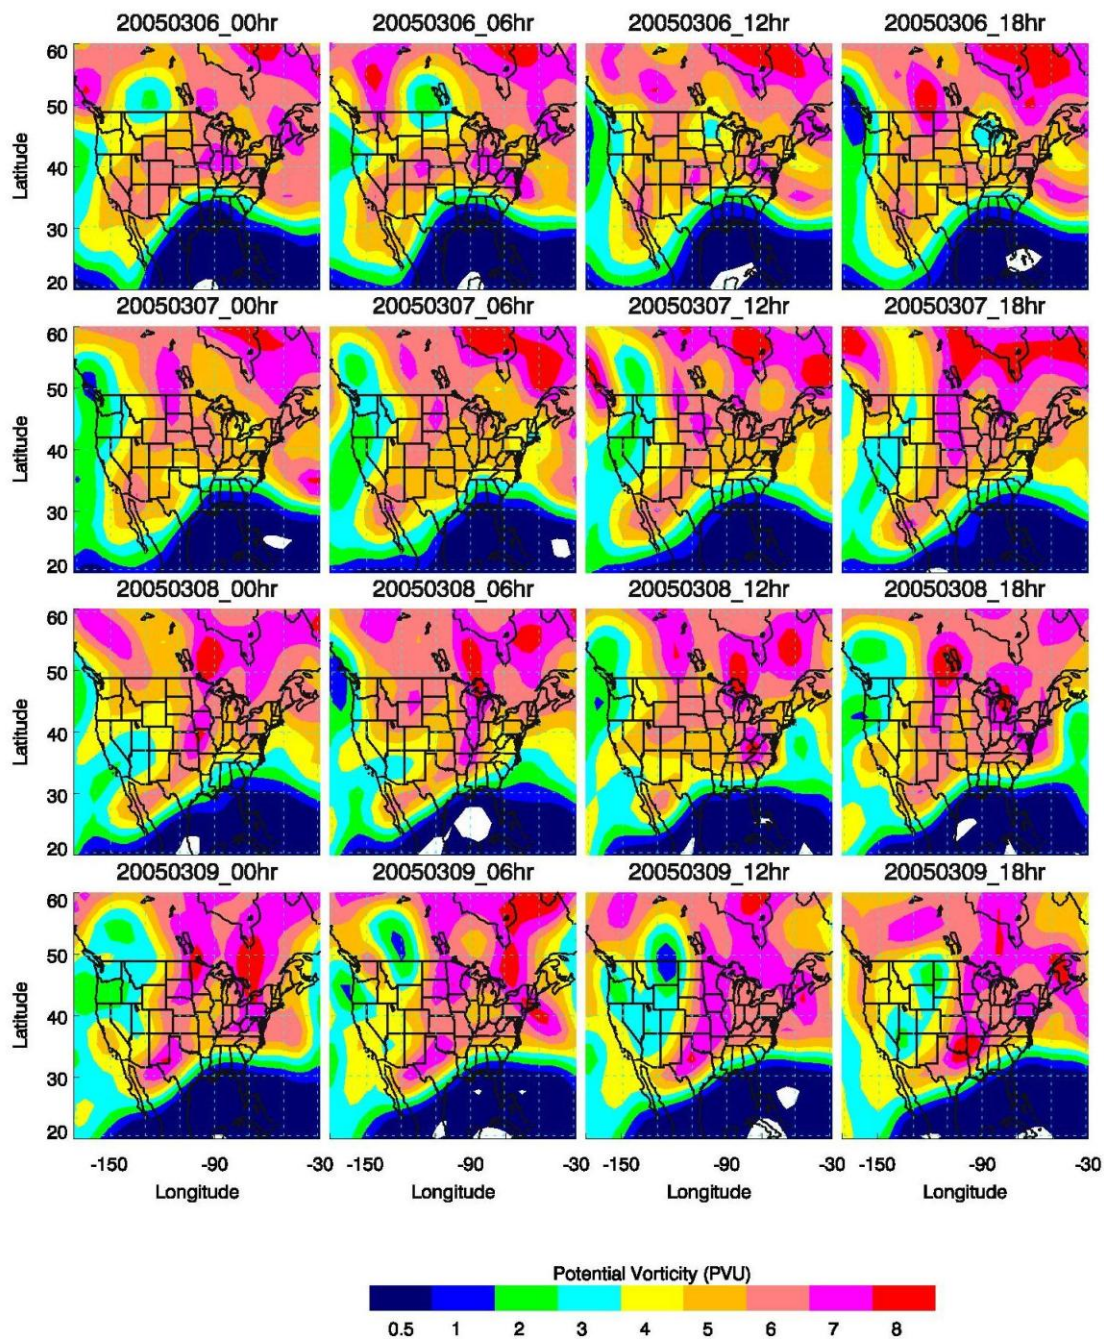 20050306_00hr 20050306_06hr 20050306_12hr 20050306_18hr
60
50
Latitude
40
30
20
20050307_00hr 20050307_06hr 20050307_12hr 20050307_18hr
60
50
Latitude
40
30
20
20050308_00hr 20050308_06hr 20050308_12hr 20050308_18hr
60
50
Latitude
40
30
20
20050309_00hr 20050309_06hr 20050309_12hr 20050309_18hr
60
50
Latitude
40
30
20
-150 -90 -30 -150 -90 -30 -150 -90 -30 -150 -90 -30
Longitude Longitude Longitude Longitude
Potential Vorticity (PVU)
0.5 1 2 3 4 5 6 7 8